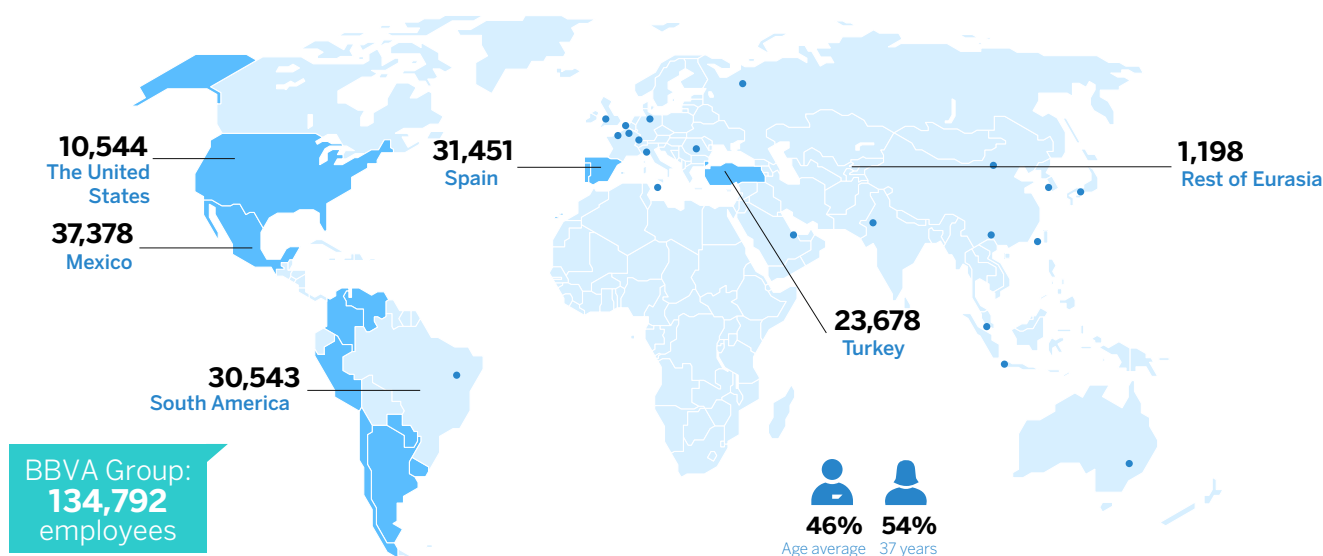 10,544
The United
States
37,378
Mexico
31,451
Spain
1,198
Rest of Eurasia
23,678
Turkey
30,543
South America
BBVA Group:
134,792
employees
46% 54%
Age average 37 years